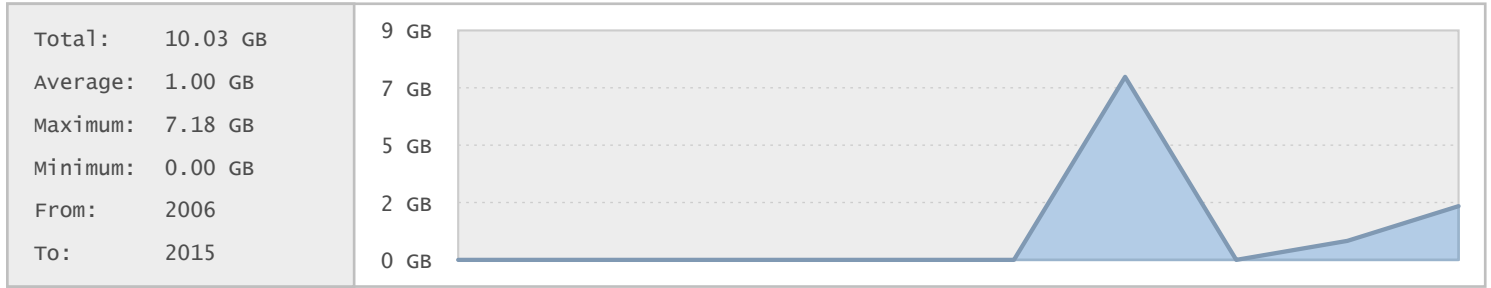 Total: 10.03 GB
Average: 1.00 GB
Maximum: 7.18 GB
Minimum: 0.00 GB
From: 2006
To: 2015
9 GB
7 GB
5 GB
2 GB
0 GB